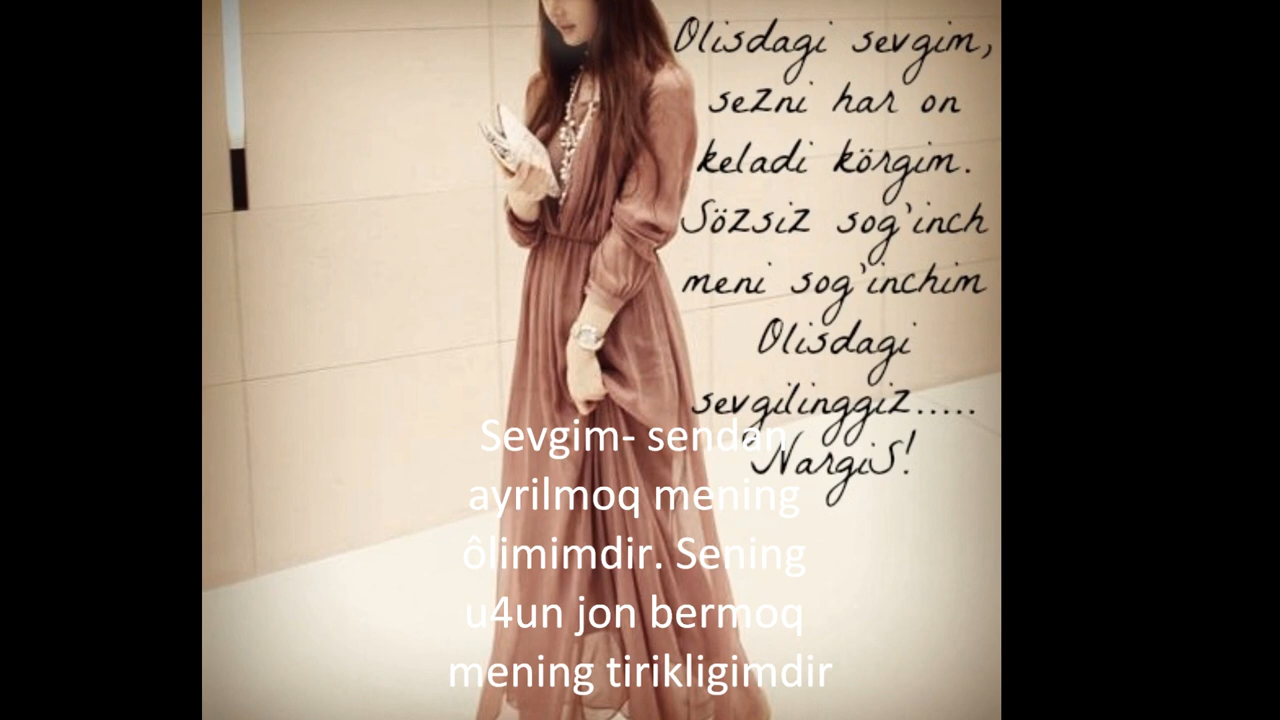 Olisdagi sevgim,
sezni har on
keladi körgim.
Sözsiz sog'inch
meni sog'inchim
Olisdagi
sevgilinggiz.....
NargiS!
Sevgim- sendan
ayrilmoq mening
ôlimimdir. Sening
u4un jon bermoq
mening tirikligimdir